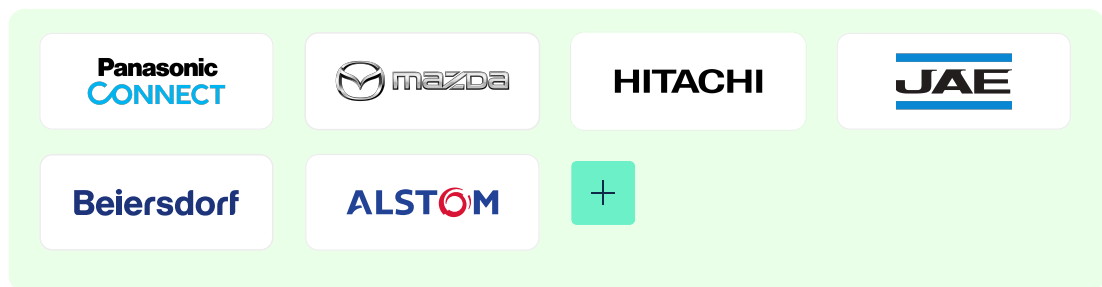 Panasonic
CONNECT
mazda
HITACHI
JAE
Beiersdorf
ALSTOM